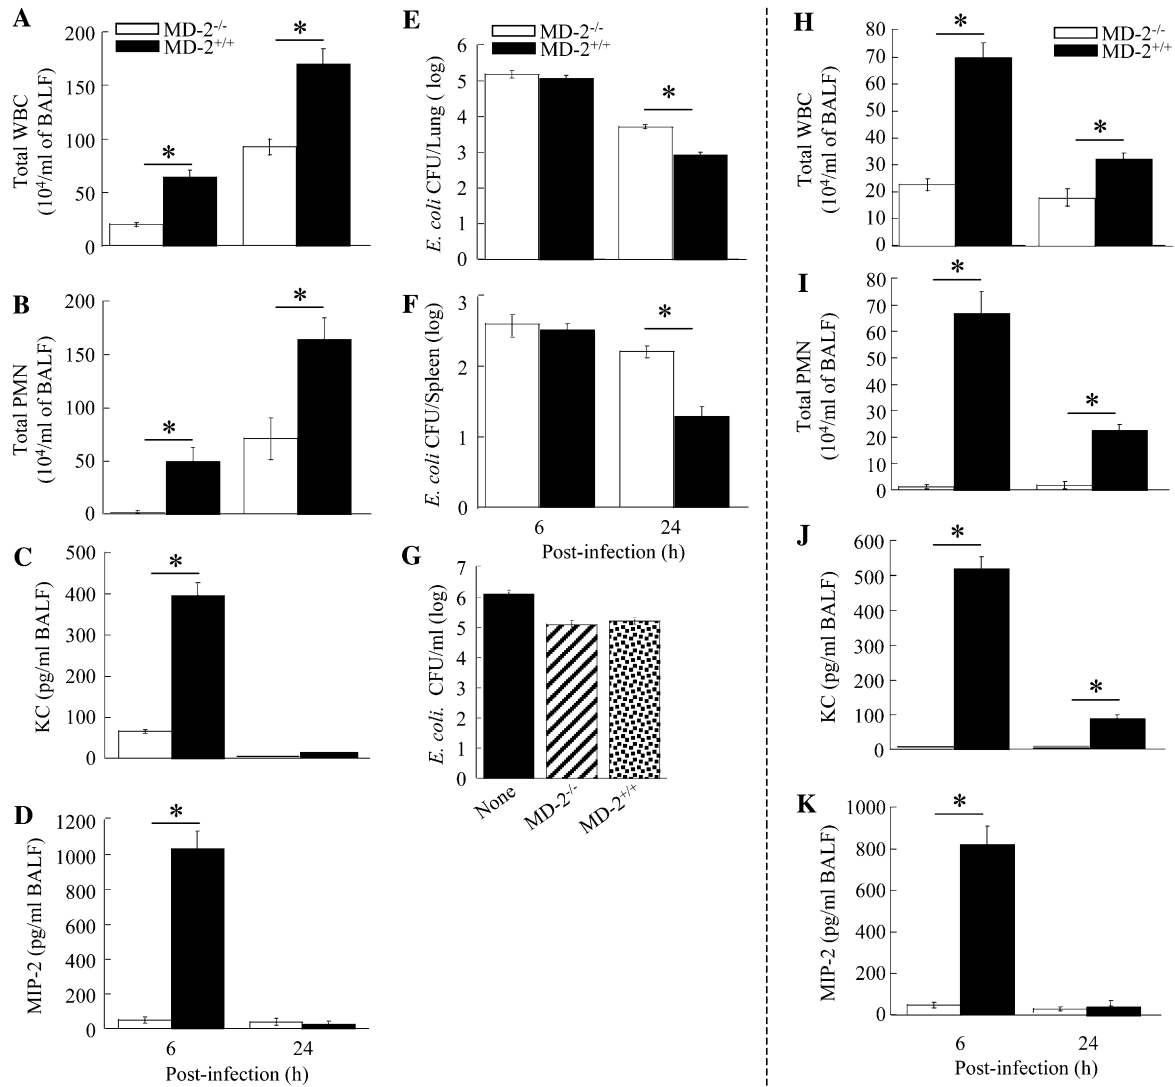 A
MD-2-/-
MD-2+/+
Total WBC
(10⁴/ml of BALF)
200
150
100
50
0
*
*
B
Total PMN
(10⁴/ml of BALF)
200
150
100
50
0
*
*
C
KC (pg/ml BALF)
500
400
300
200
100
0
*
D
MIP-2 (pg/ml BALF)
1200
1000
800
600
400
200
0
*
6 24
Post-infection (h)
E
MD-2-/-
MD-2+/+
E. coli CFU/Lung ( log)
6
5
4
3
2
1
0
*
F
E. coli CFU/Spleen (log)
3
2
1
0
*
6 24
Post-infection (h)
G
E. coli. CFU/ml (log)
7
6
5
4
3
2
1
0
None MD-2-/- MD-2+/+
H
MD-2-/-
MD-2+/+
Total WBC
(10⁴/ml of BALF)
80
70
60
50
40
30
20
10
0
*
*
I
Total PMN
(10⁴/ml of BALF)
80
70
60
50
40
30
20
10
0
*
*
J
KC (pg/ml BALF)
600
500
400
300
200
100
0
*
*
K
MIP-2 (pg/ml BALF)
1000
800
600
400
200
0
*
6 24
Post-infection (h)